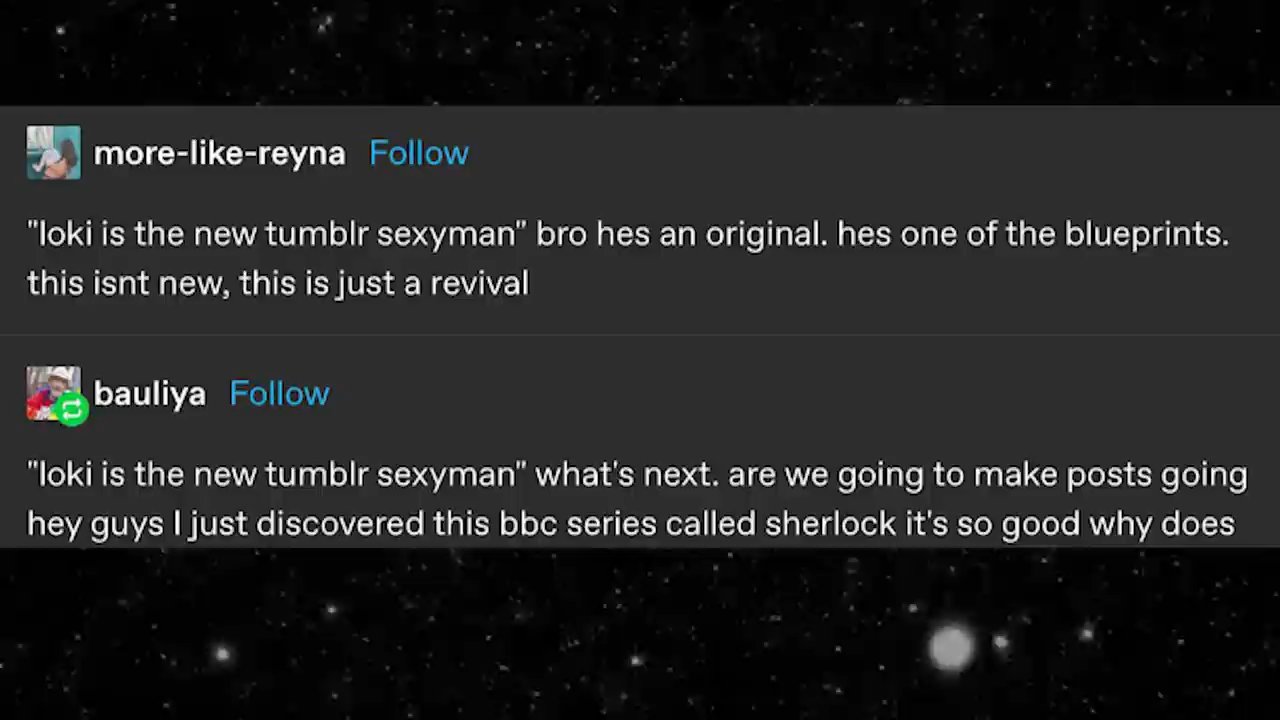 more-like-reyna Follow
"loki is the new tumblr sexyman" bro hes an original. hes one of the blueprints.
this isnt new, this is just a revival
bauliya Follow
"loki is the new tumblr sexyman" what's next. are we going to make posts going
hey guys I just discovered this bbc series called sherlock it's so good why does